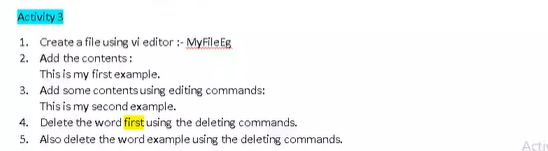 Activity 3
1. Create a file using vi editor :- MyFileEg
2. Add the contents :
This is my first example.
3. Add some contents using editing commands:
This is my second example.
4. Delete the word first using the deleting commands.
5. Also delete the word example using the deleting commands.